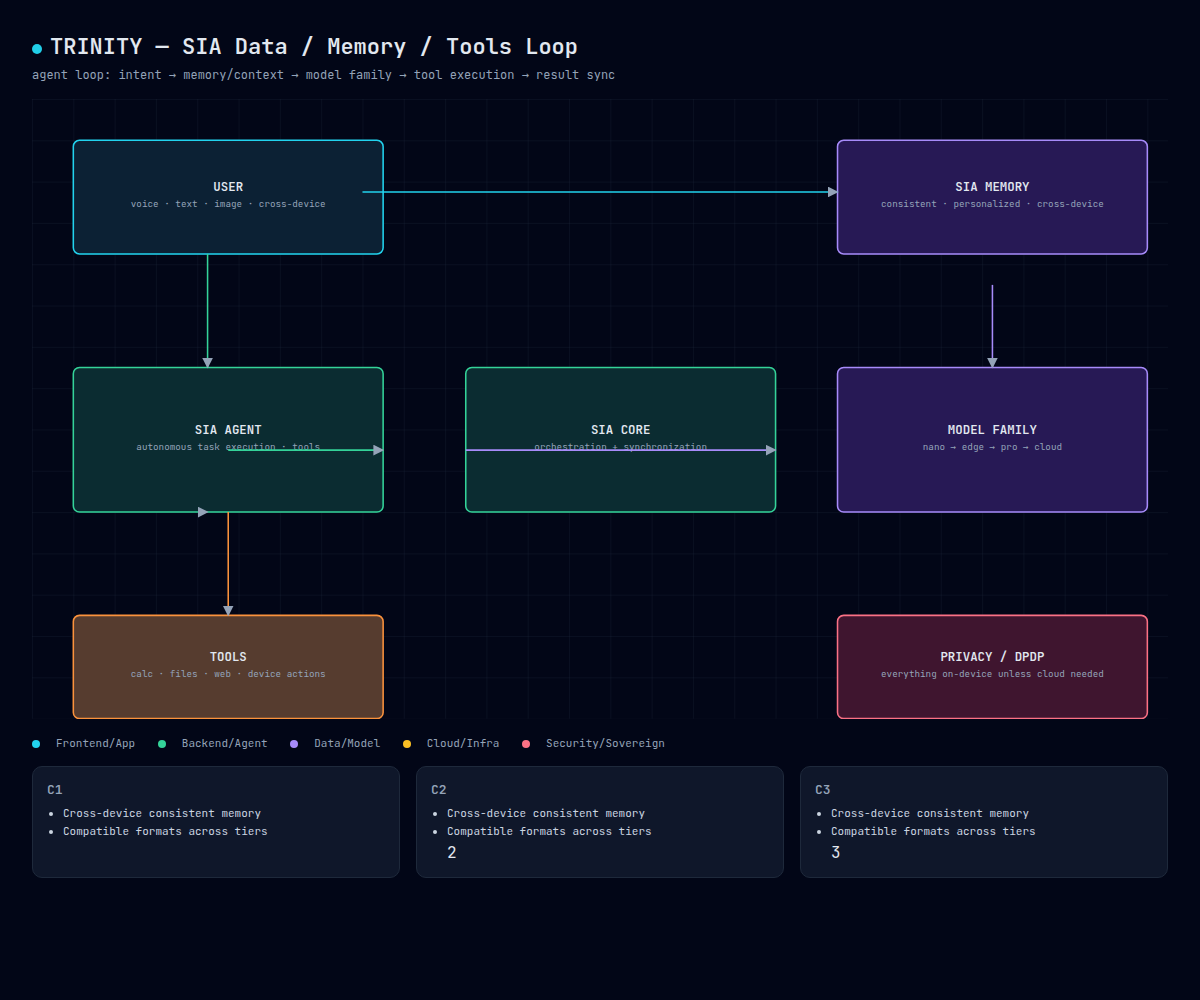 TRINITY — SIA Data / Memory / Tools Loop
agent loop: intent → memory/context → model family → tool execution → result sync
USER
voice · text · image · cross-device
SIA MEMORY
consistent · personalized · cross-device
SIA AGENT
autonomous task execution · tools
SIA CORE
orchestration + synchronization
MODEL FAMILY
nano → edge → pro → cloud
TOOLS
calc · files · web · device actions
PRIVACY / DPDP
everything on-device unless cloud needed
Frontend/App
Backend/Agent
Data/Model
Cloud/Infra
Security/Sovereign
C1
• Cross-device consistent memory
• Compatible formats across tiers
C2
• Cross-device consistent memory
• Compatible formats across tiers
2
C3
• Cross-device consistent memory
• Compatible formats across tiers
3